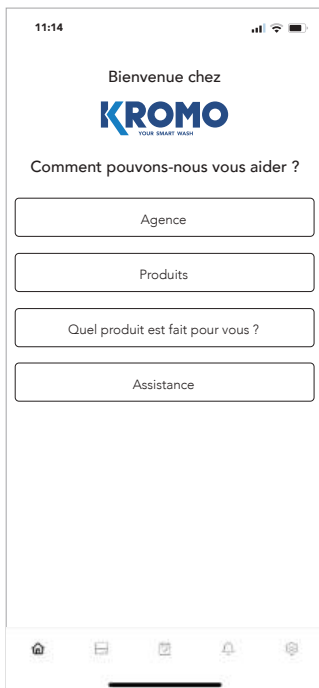 11:14
Bienvenue chez
KROMO
YOUR SMART WASH
Comment pouvons-nous vous aider ?
Agence
Produits
Quel produit est fait pour vous ?
Assistance